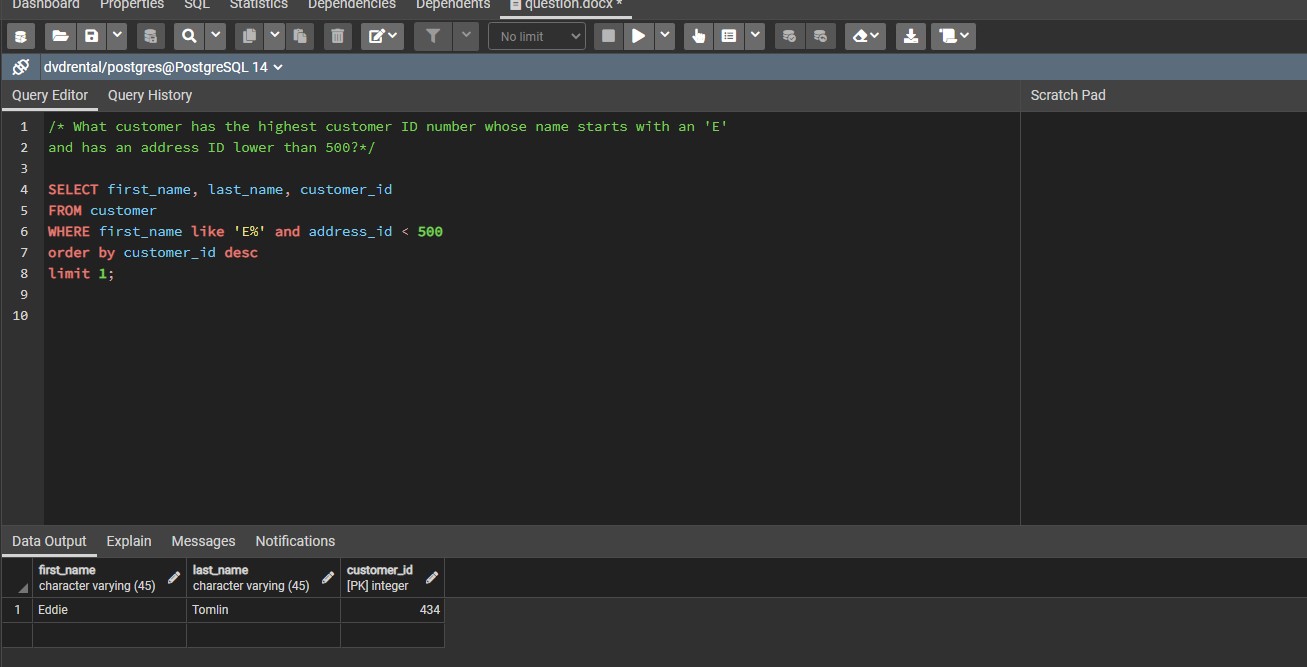 Dashboard Properties SQL Statistics Dependencies Dependents question.docx *
No limit
dvdrental/postgres@PostgreSQL 14
Query Editor Query History Scratch Pad
1 /* What customer has the highest customer ID number whose name starts with an 'E'
2 and has an address ID lower than 500?*/
3
4 SELECT first_name, last_name, customer_id
5 FROM customer
6 WHERE first_name like 'E%' and address_id < 500
7 order by customer_id desc
8 limit 1;
9
10
Data Output Explain Messages Notifications
first_name last_name customer_id
character varying (45) character varying (45) [PK] integer
1 Eddie Tomlin 434